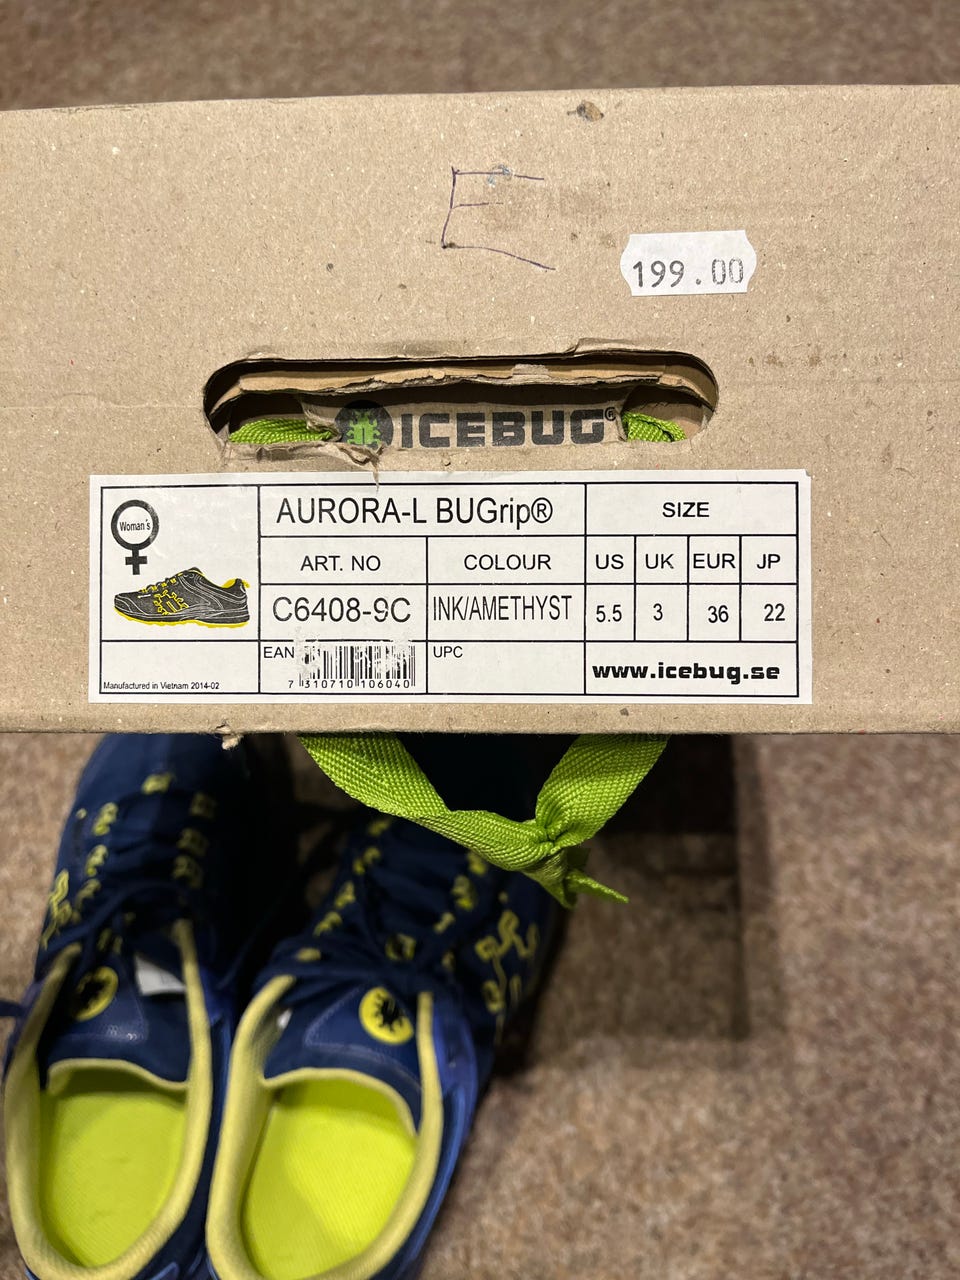 E
199.00
ICEBUG®
Woman's
AURORA-L BUGrip®
SIZE
ART. NO
COLOUR
US
UK
EUR
JP
C6408-9C
INK/AMETHYST
5.5
3
36
22
EAN
UPC
7 310710 106040
www.icebug.se
Manufactured in Vietnam 2014-02